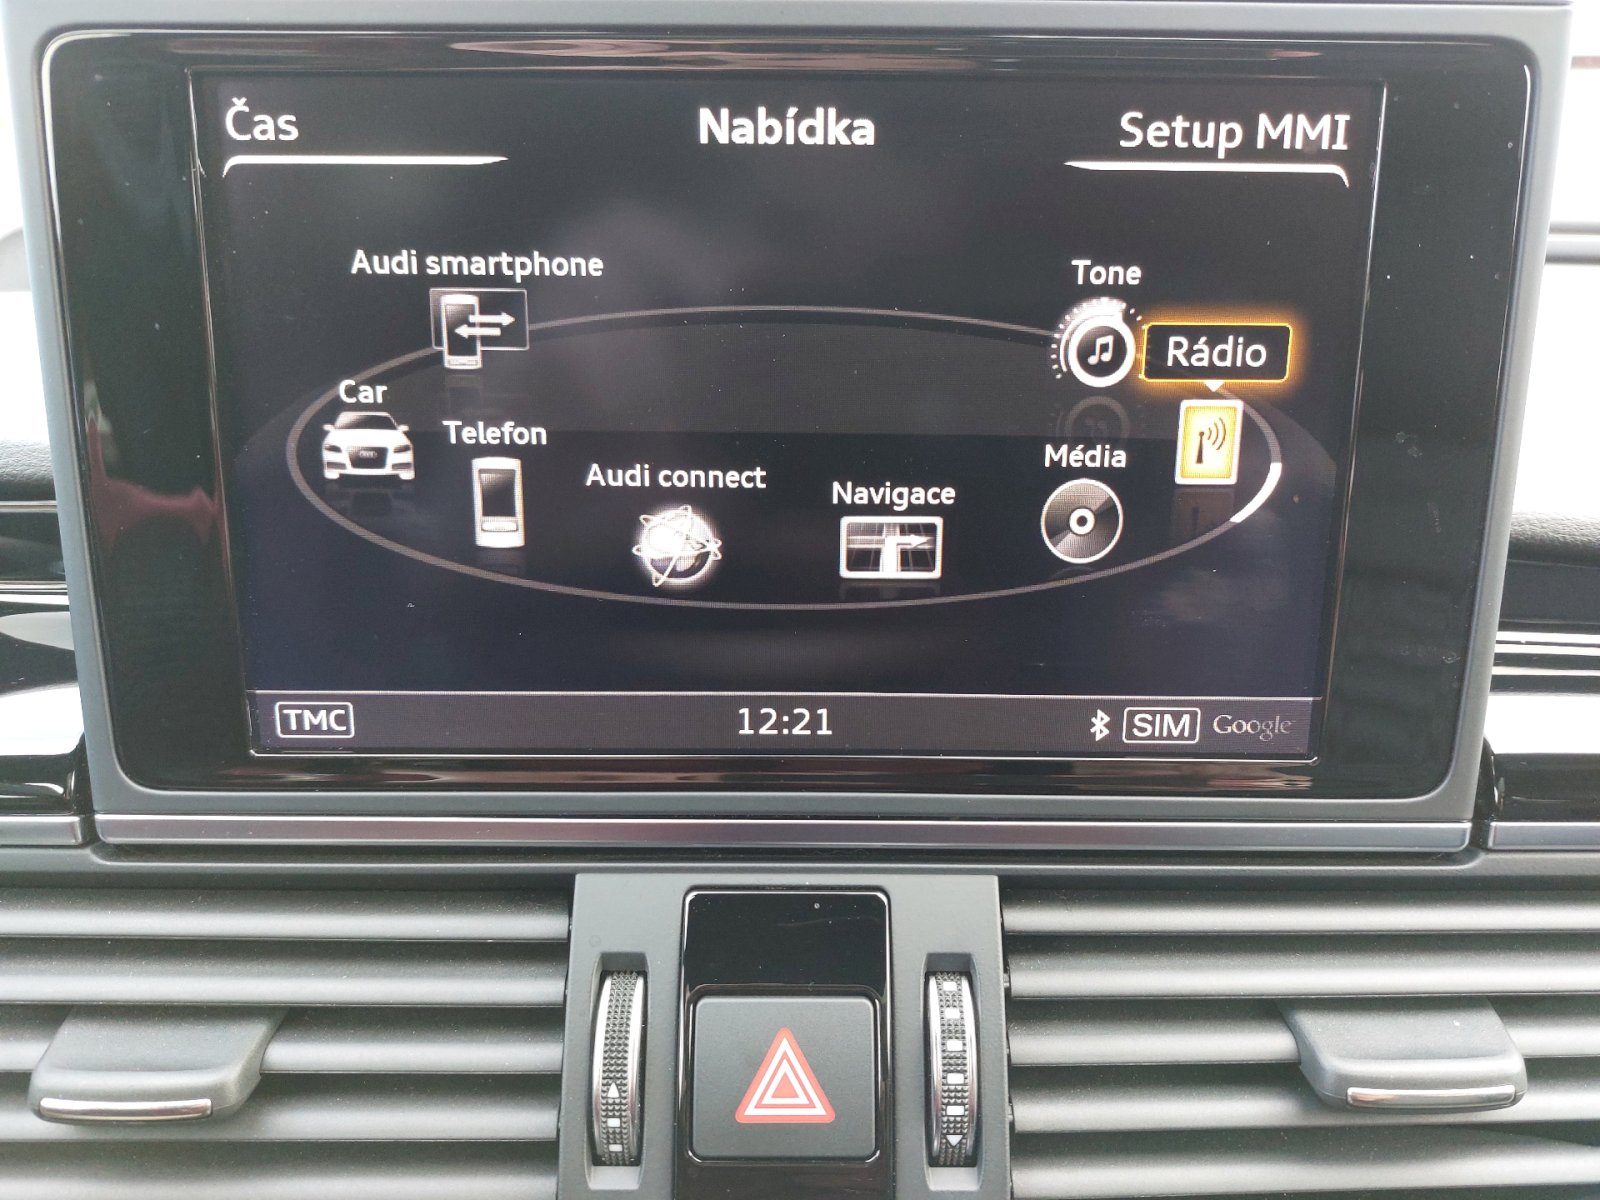 Čas
Nabídka
Setup MMI
Audi smartphone
Tone
Rádio
Car
Telefon
Média
Audi connect
Navigace
TMC
12:21
SIM
Google